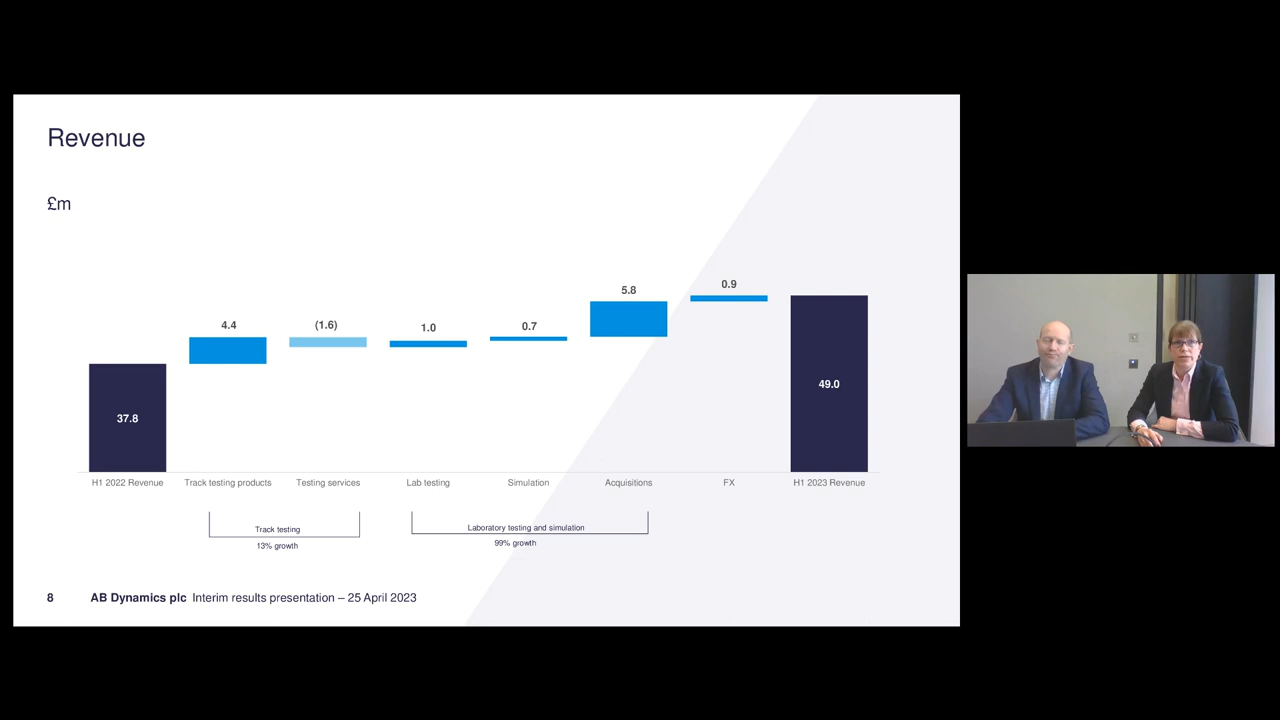 Revenue
£m
4.4
(1.6)
1.0
0.7
5.8
0.9
37.8
49.0
H1 2022 Revenue
Track testing products
Testing services
Lab testing
Simulation
Acquisitions
FX
H1 2023 Revenue
Track testing
13% growth
Laboratory testing and simulation
99% growth
8 AB Dynamics plc Interim results presentation – 25 April 2023